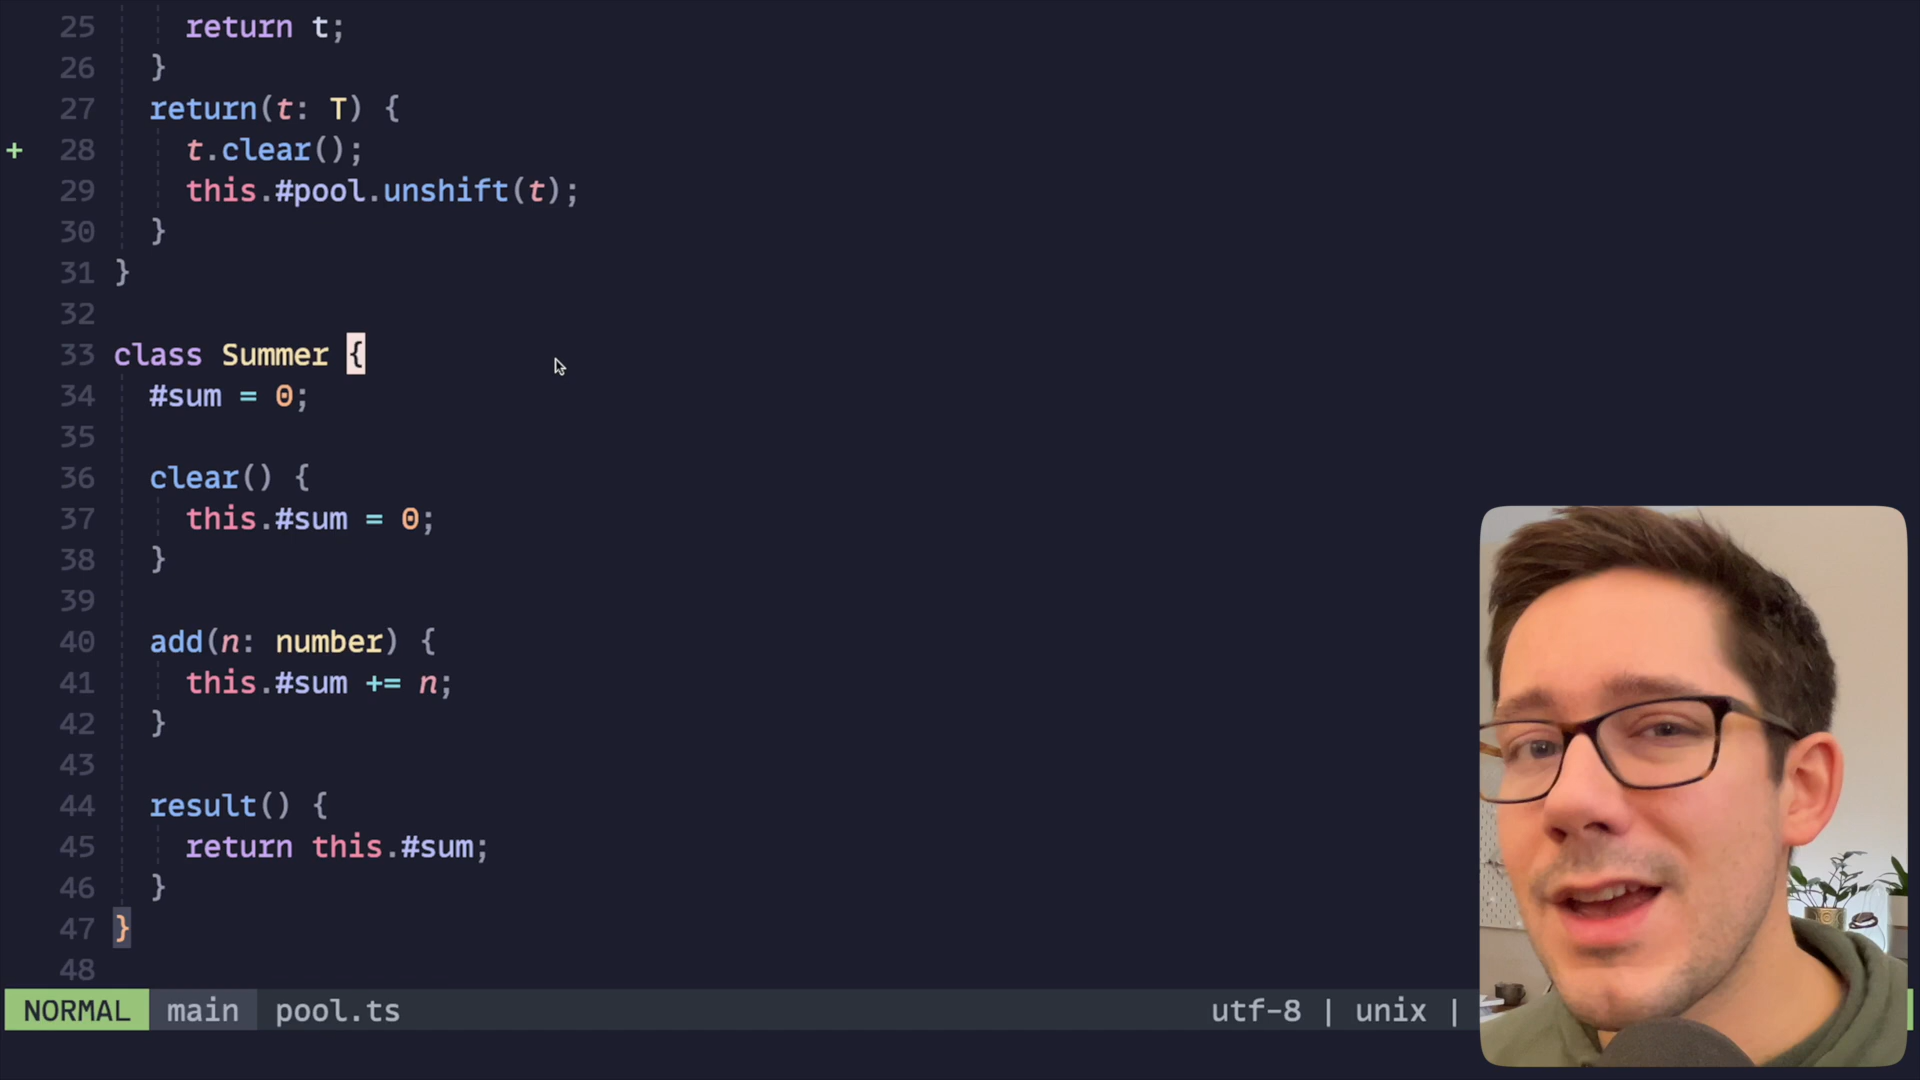 25 return t;
26 }
27 return(t: T) {
+ 28 t.clear();
29 this.#pool.unshift(t);
30 }
31 }
32
33 class Summer {
34 #sum = 0;
35
36 clear() {
37 this.#sum = 0;
38 }
39
40 add(n: number) {
41 this.#sum += n;
42 }
43
44 result() {
45 return this.#sum;
46 }
47 }
48
NORMAL main pool.ts utf-8 | unix |